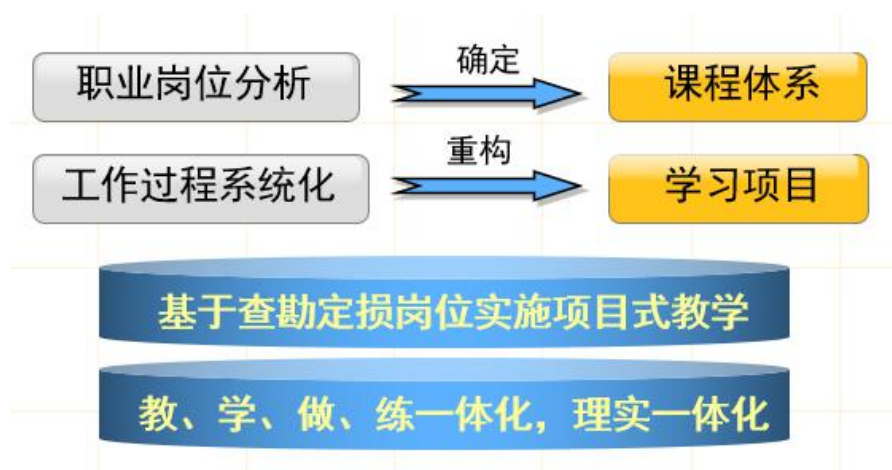 职业岗位分析
确定
课程体系
工作过程系统化
重构
学习项目
基于查勘定损岗位实施项目式教学
教、学、做、练一体化，理实一体化